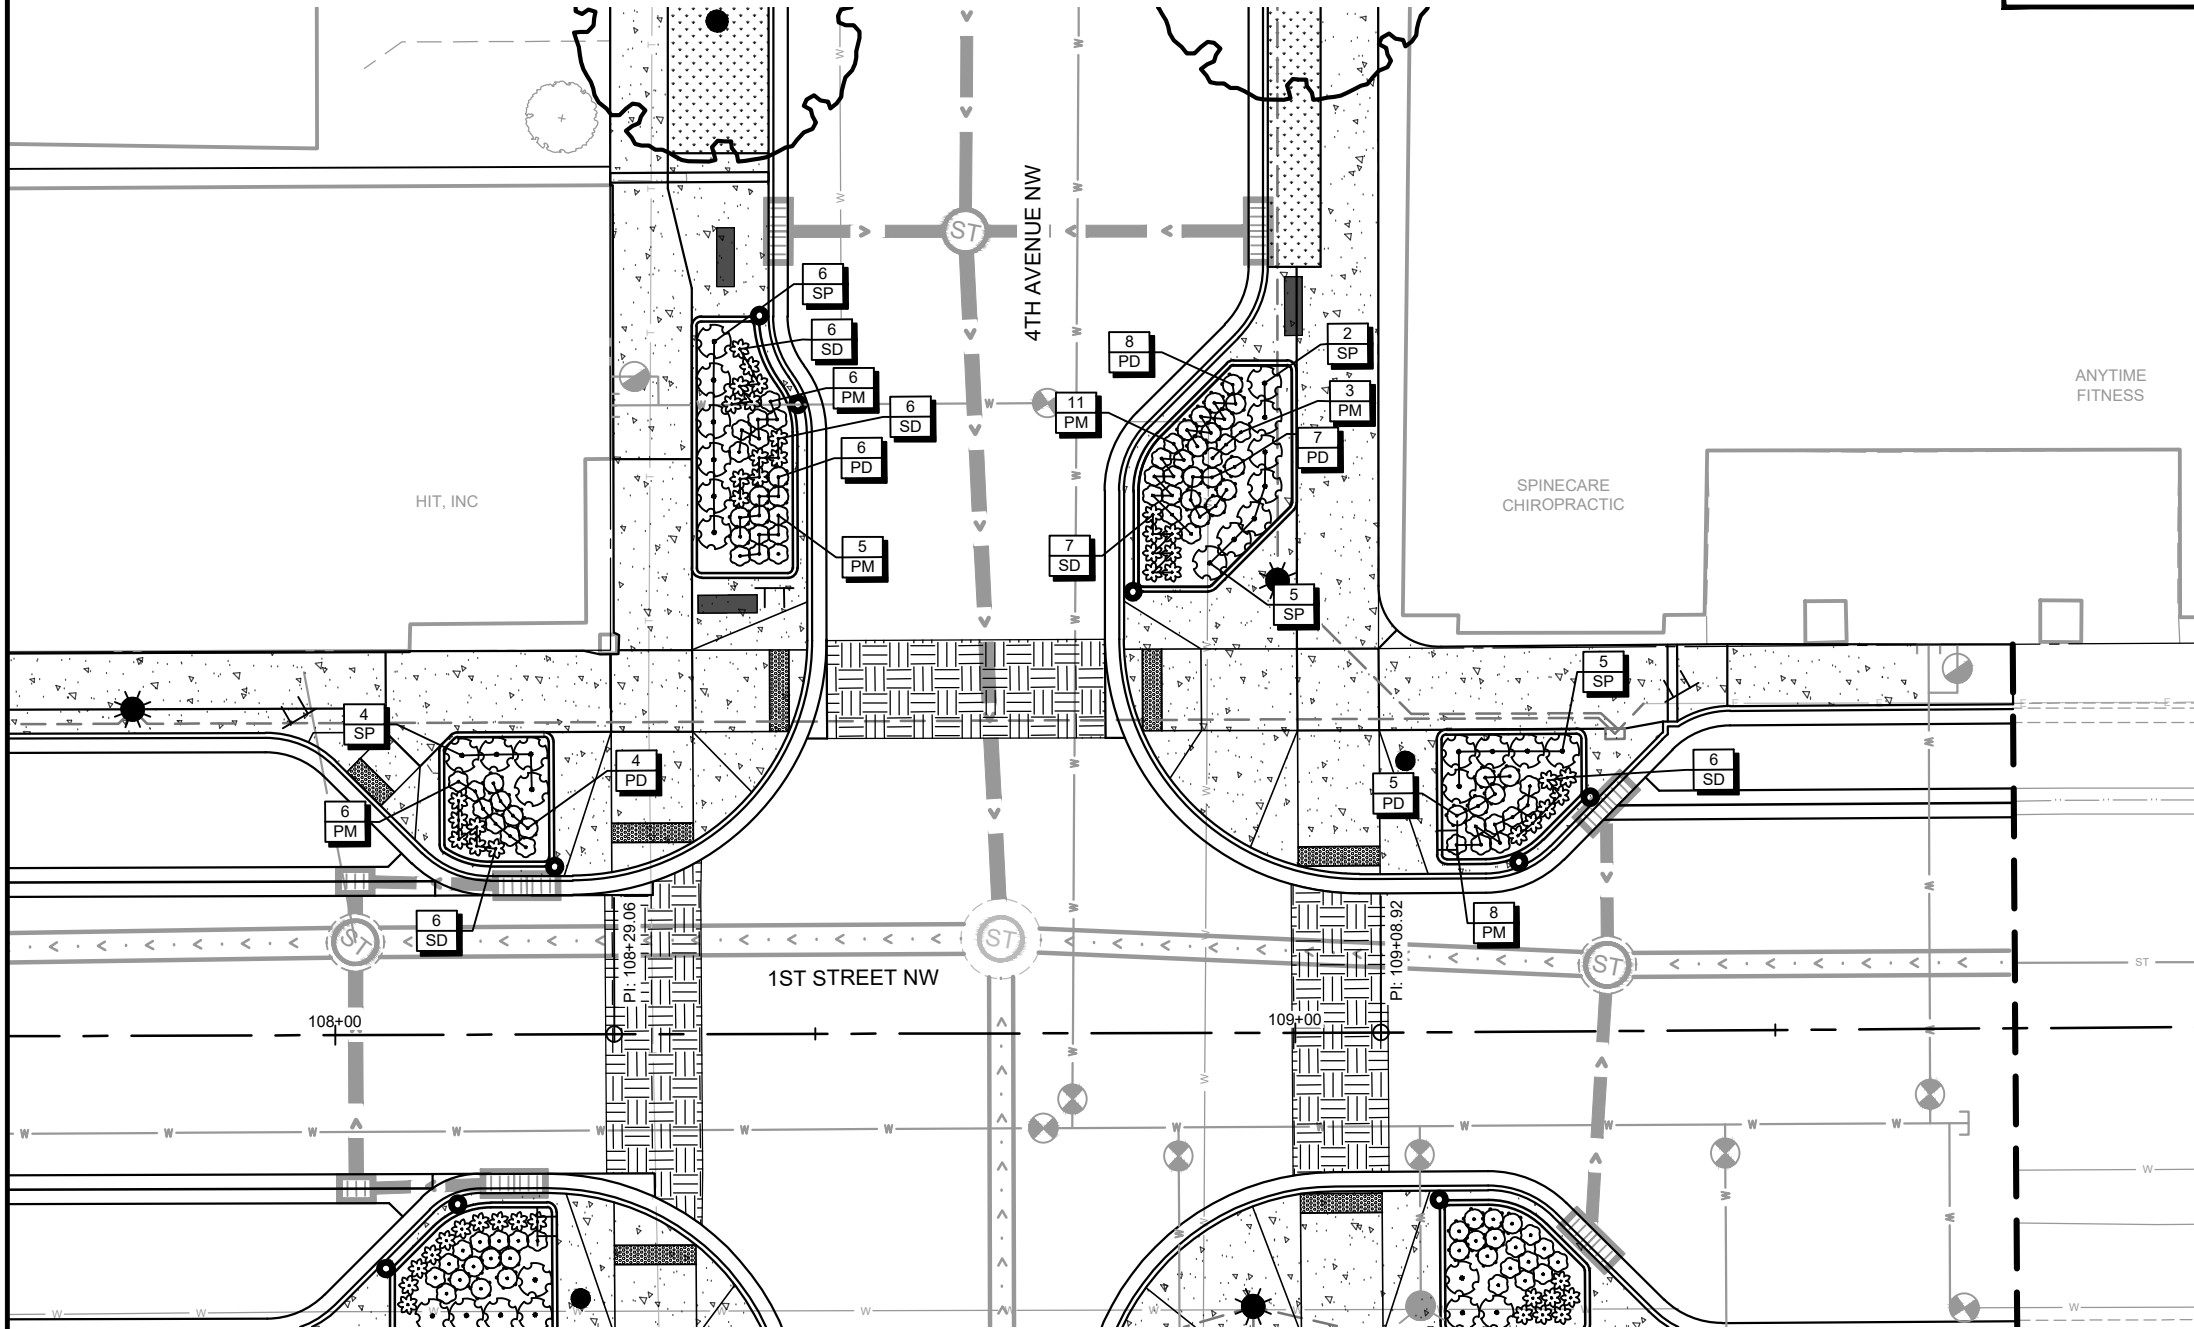 4TH AVENUE NW
ST
6
SP
6
SD
6
PM
6
SD
6
PD
5
PM
8
PD
11
PM
7
SD
2
SP
3
PM
7
PD
5
SP
ANYTIME
FITNESS
SPINECARE
CHIROPRACTIC
HIT, INC
4
SP
4
PD
6
PM
6
SD
5
SP
6
SD
5
PD
8
PM
ST
ST
ST
ST
1ST STREET NW
PI: 108+29.06
PI: 109+08.92
108+00
109+00
W
W
W
W
W
W
W
W
W
W
W
W